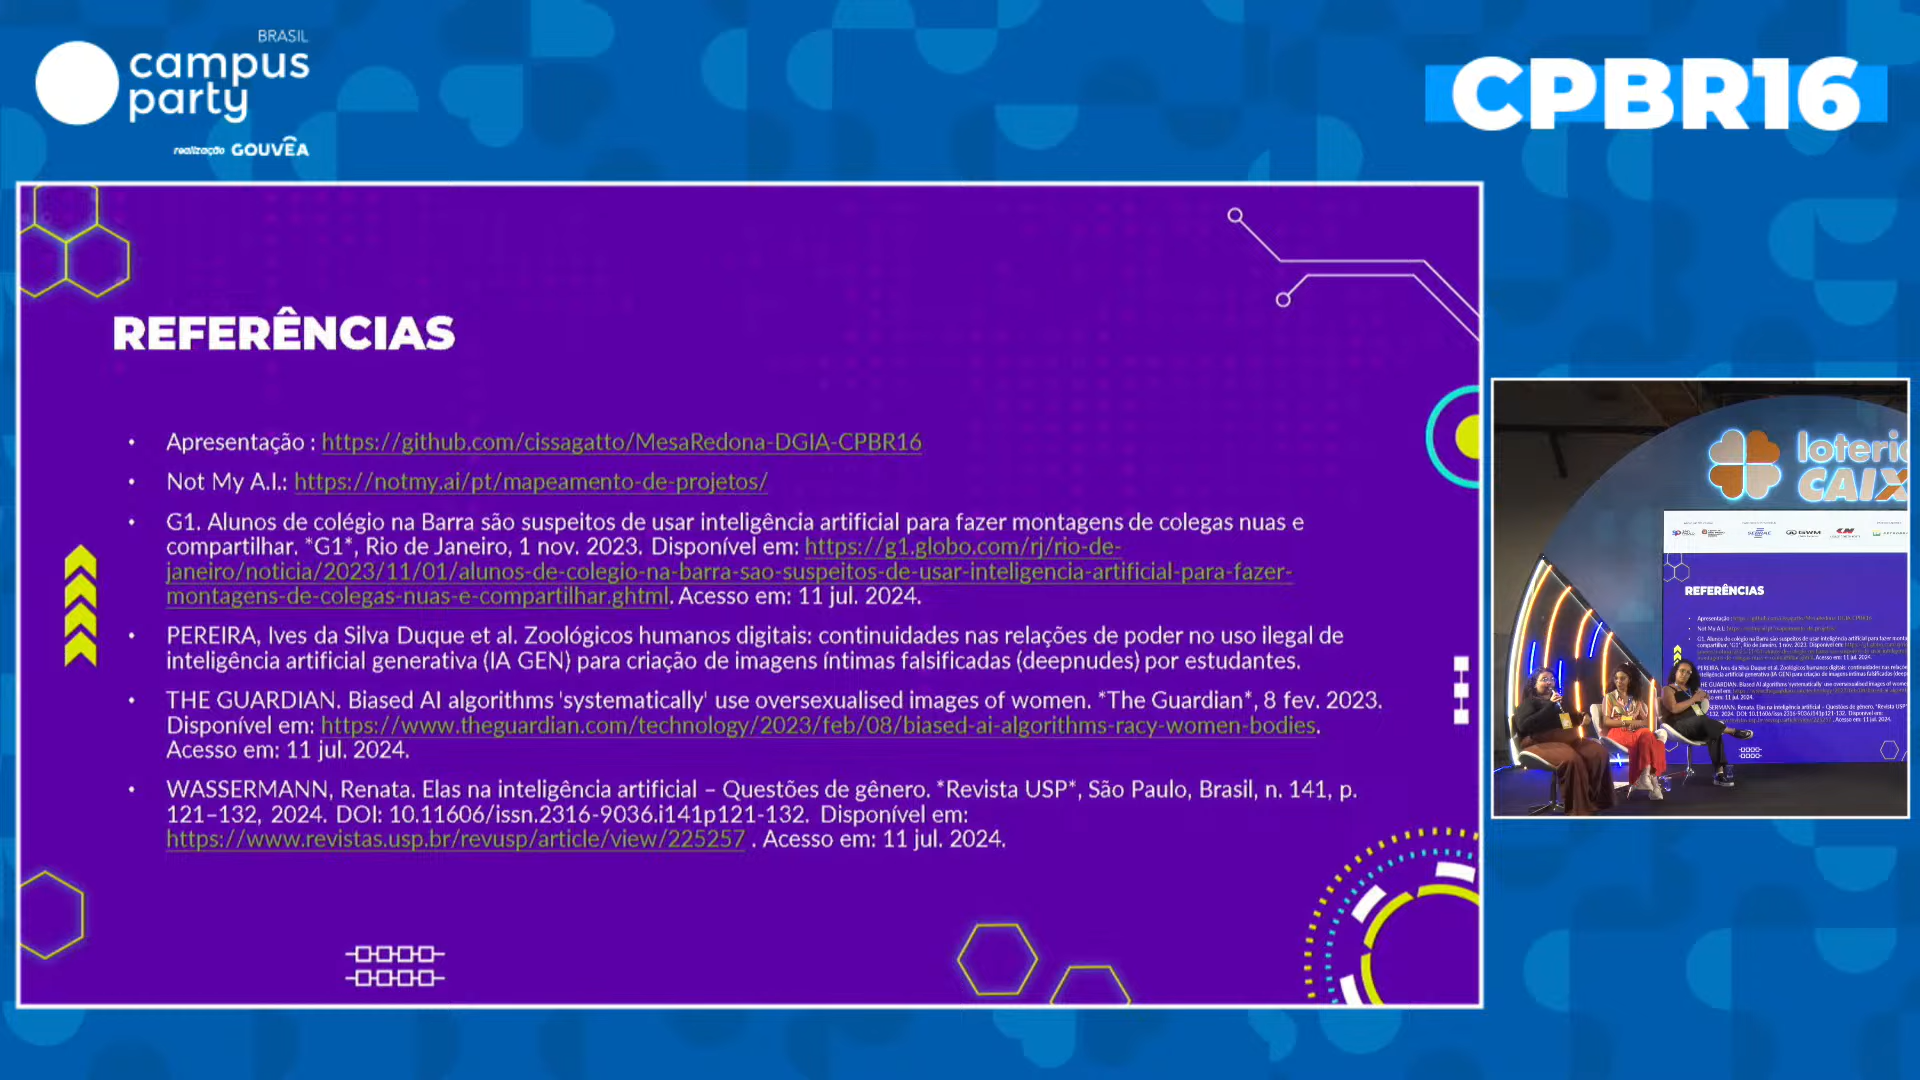 BRASIL
campus
party
realização GOUVÊA
CPBR16
REFERÊNCIAS
• Apresentação : https://github.com/cissagatto/MesaRedona-DGIA-CPBR16
• Not My A.I.: https://notmy.ai/pt/mapeamento-de-projetos/
• G1. Alunos de colégio na Barra são suspeitos de usar inteligência artificial para fazer montagens de colegas nuas e
compartilhar. *G1*, Rio de Janeiro, 1 nov. 2023. Disponível em: https://g1.globo.com/rj/rio-de-
janeiro/noticia/2023/11/01/alunos-de-colegio-na-barra-sao-suspeitos-de-usar-inteligencia-artificial-para-fazer-
montagens-de-colegas-nuas-e-compartilhar.ghtml. Acesso em: 11 jul. 2024.
• PEREIRA, Ives da Silva Duque et al. Zoológicos humanos digitais: continuidades nas relações de poder no uso ilegal de
inteligência artificial generativa (IA GEN) para criação de imagens íntimas falsificadas (deepnudes) por estudantes.
• THE GUARDIAN. Biased AI algorithms 'systematically' use oversexualised images of women. *The Guardian*, 8 fev. 2023.
Disponível em: https://www.theguardian.com/technology/2023/feb/08/biased-ai-algorithms-racy-women-bodies.
Acesso em: 11 jul. 2024.
• WASSERMANN, Renata. Elas na inteligência artificial – Questões de gênero. *Revista USP*, São Paulo, Brasil, n. 141, p.
121–132, 2024. DOI: 10.11606/issn.2316-9036.i141p121-132. Disponível em:
https://www.revistas.usp.br/revusp/article/view/225257 . Acesso em: 11 jul. 2024.
loteri
CAIX
REFERÊNCIAS